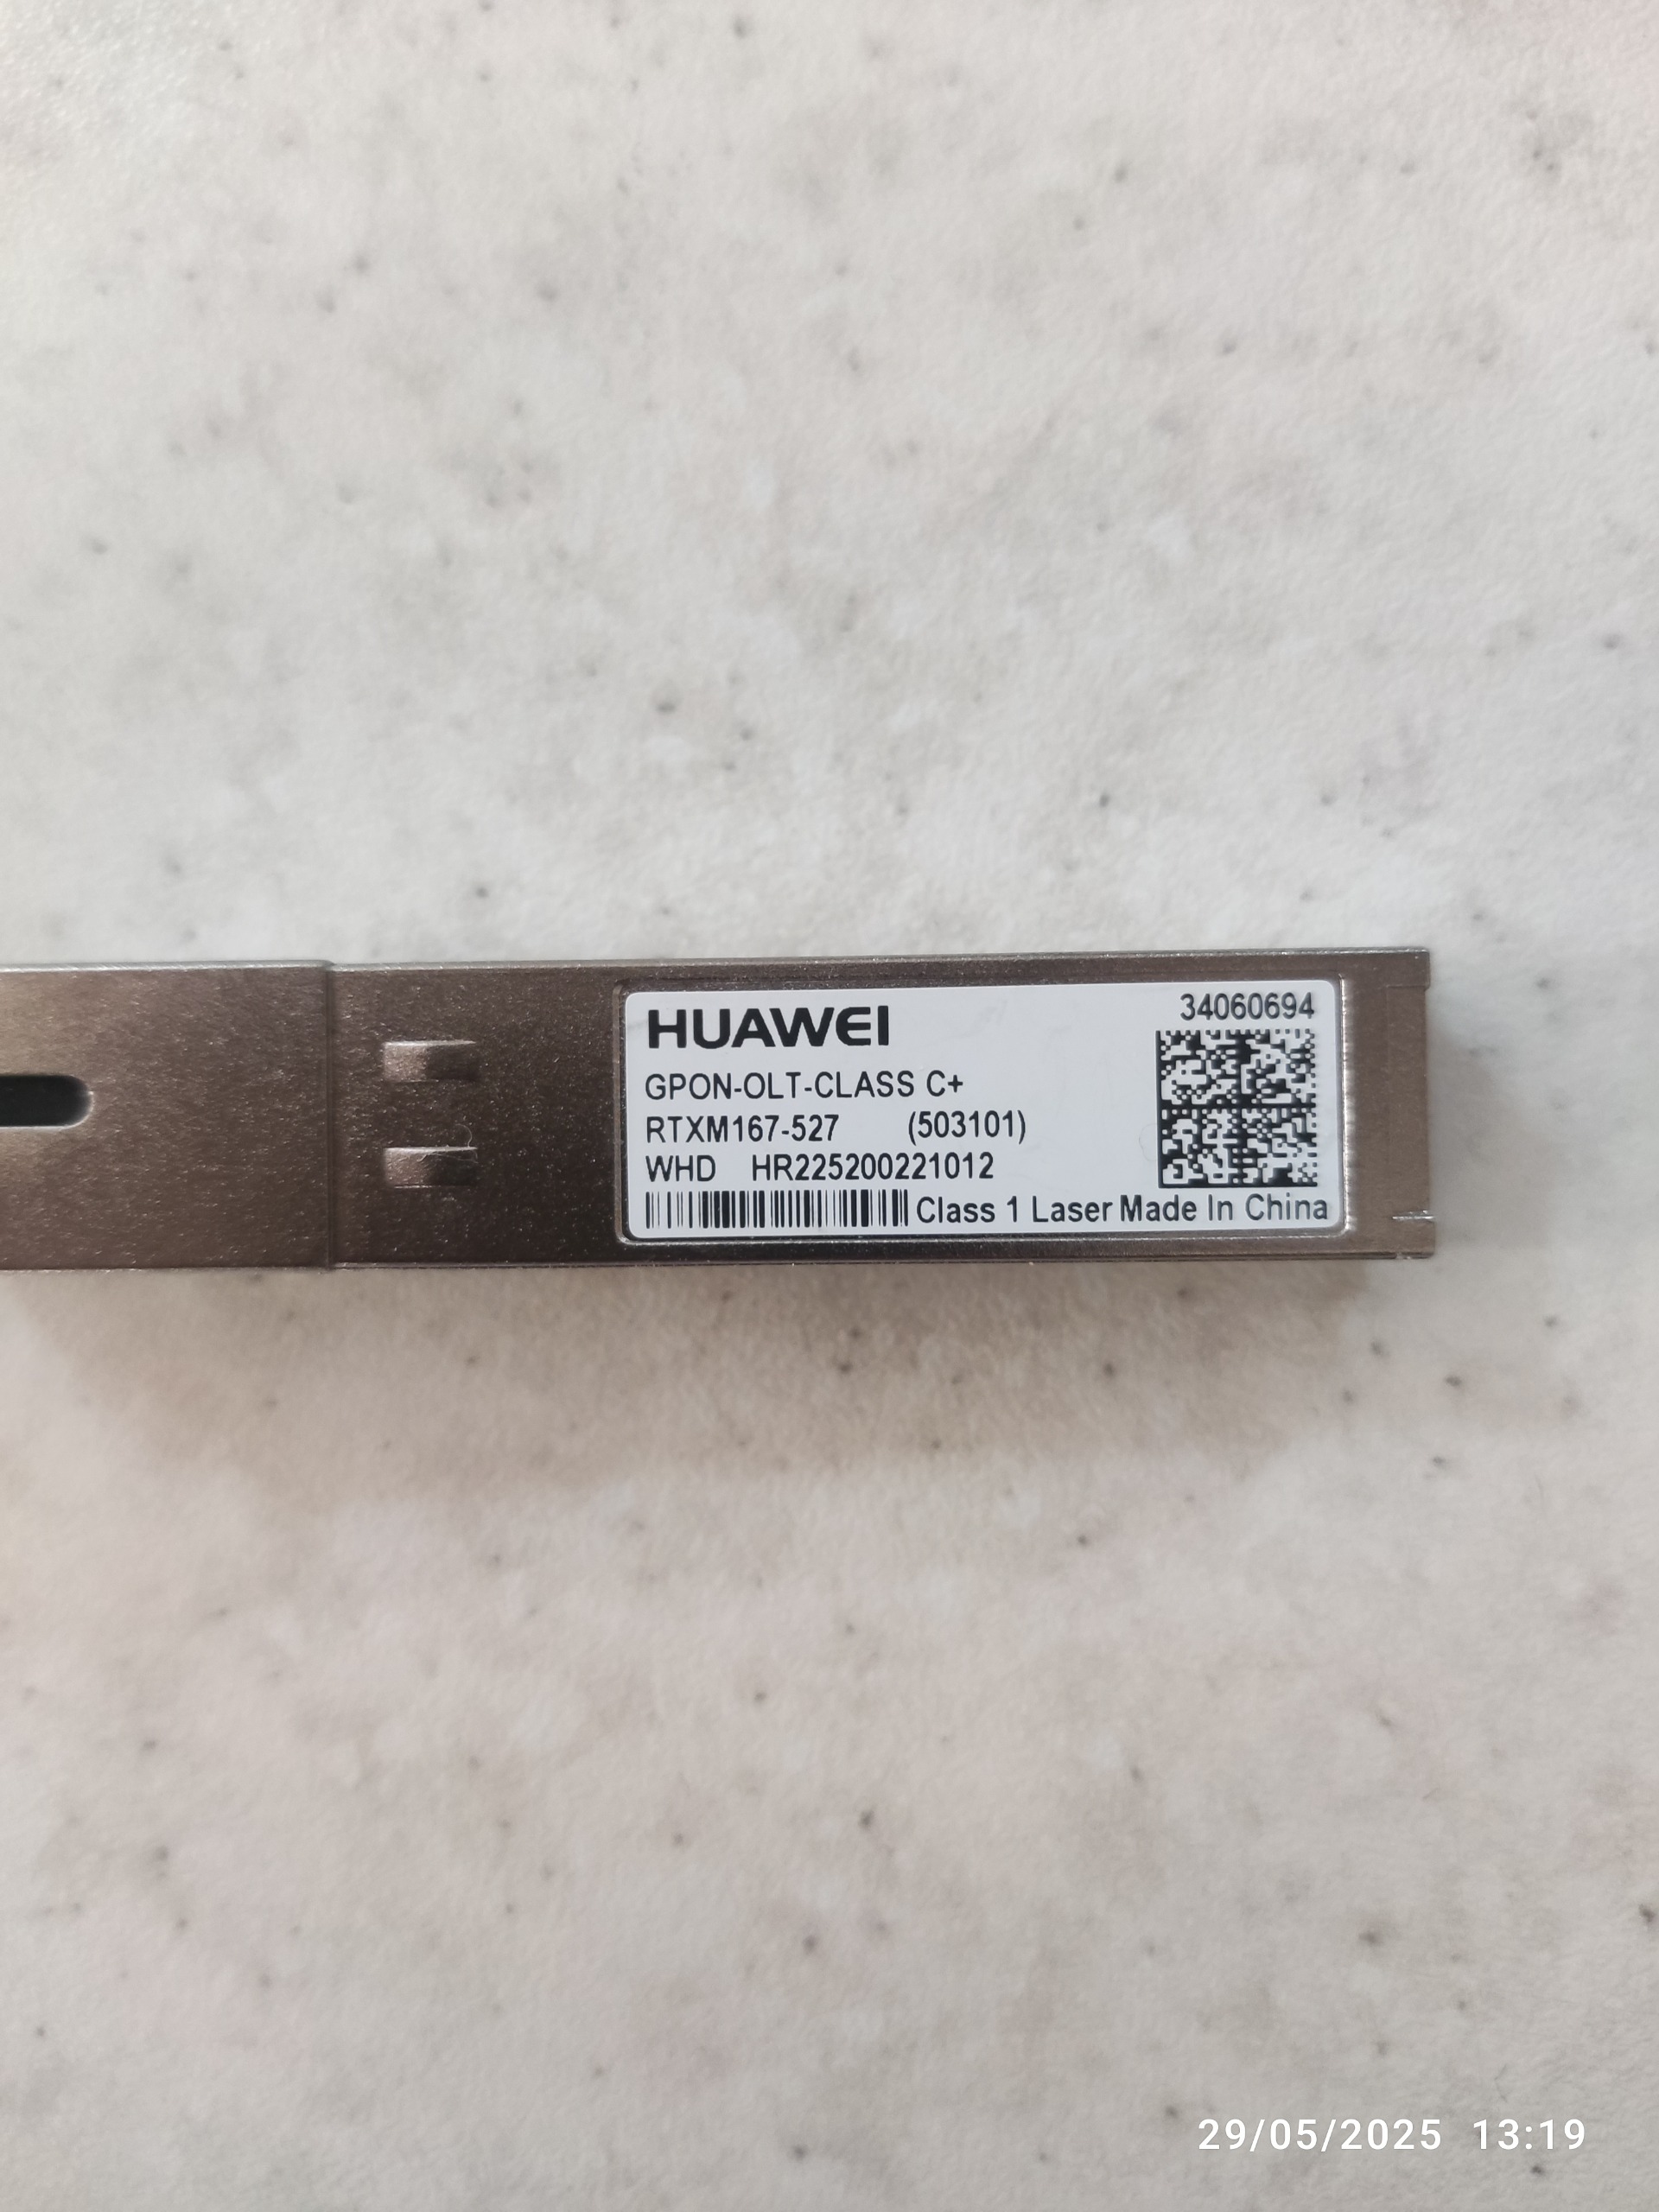 HUAWEI
34060694
GPON-OLT-CLASS C+
RTXM167-527 (503101)
WHD HR225200221012
Class 1 Laser Made In China
29/05/2025 13:19